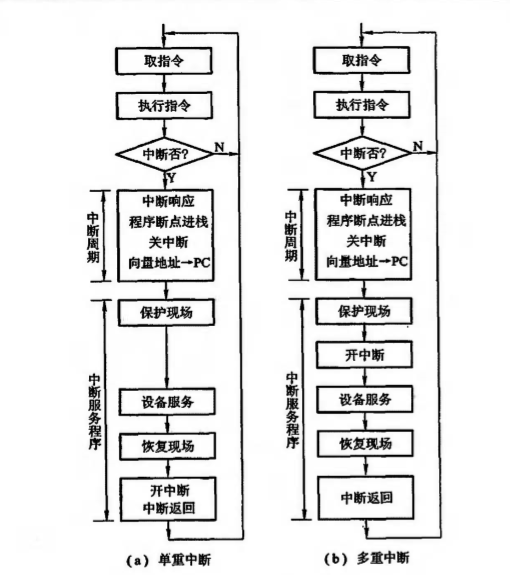 取指令
执行指令
中断否?
N
Y
中断响应
程序断点进栈
关中断
向量地址→PC
中断周期
保护现场
设备服务
恢复现场
开中断
中断返回
中断服务程序
(a) 单重中断
取指令
执行指令
中断否?
N
Y
中断响应
程序断点进栈
关中断
向量地址→PC
中断周期
保护现场
开中断
设备服务
恢复现场
中断返回
中断服务程序
(b) 多重中断